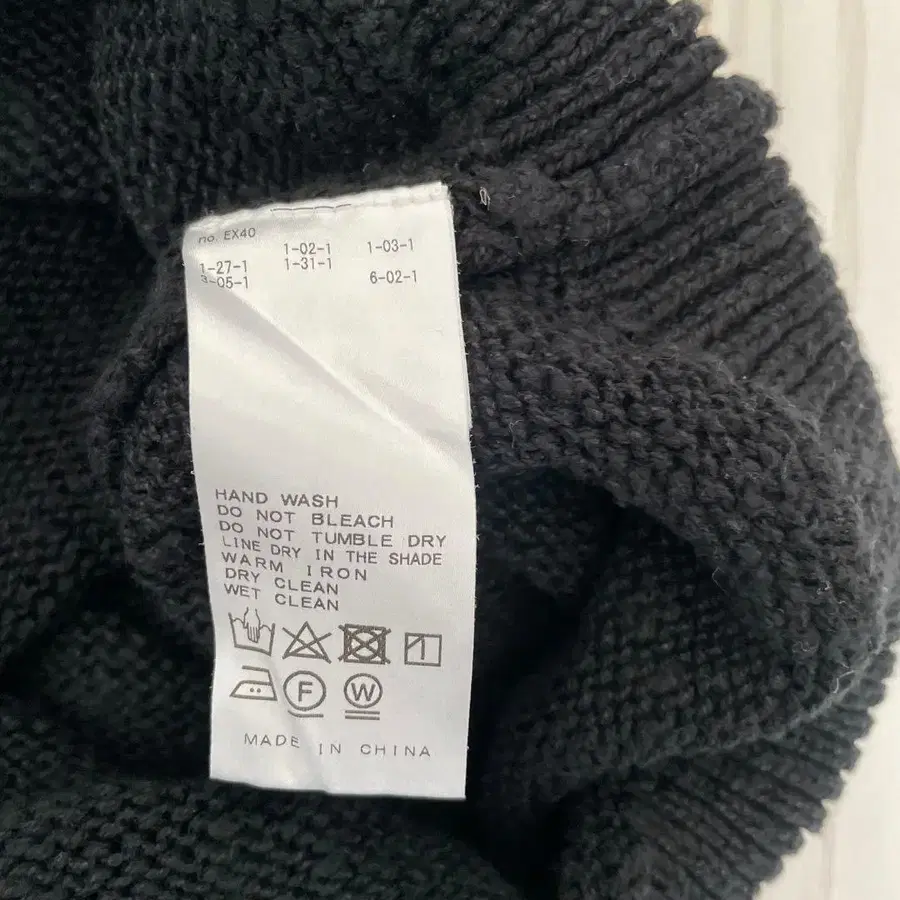 no. EX40
1-02-1 1-03-1
1-27-1 1-31-1
3-05-1 6-02-1
HAND WASH
DO NOT BLEACH
DO NOT TUMBLE DRY
LINE DRY IN THE SHADE
WARM IRON
DRY CLEAN
WET CLEAN
F W
MADE IN CHINA